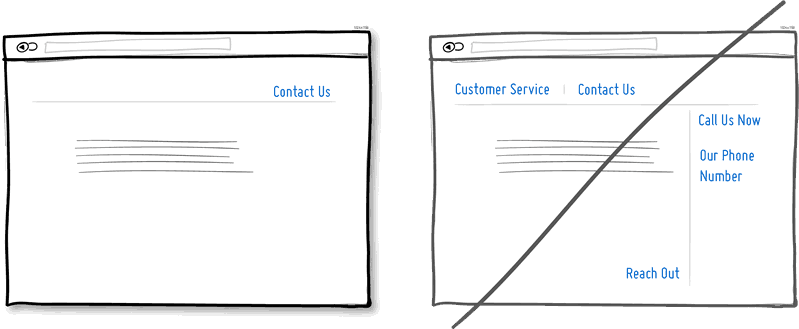 Contact Us
Customer Service | Contact Us
Call Us Now
Our Phone
Number
Reach Out